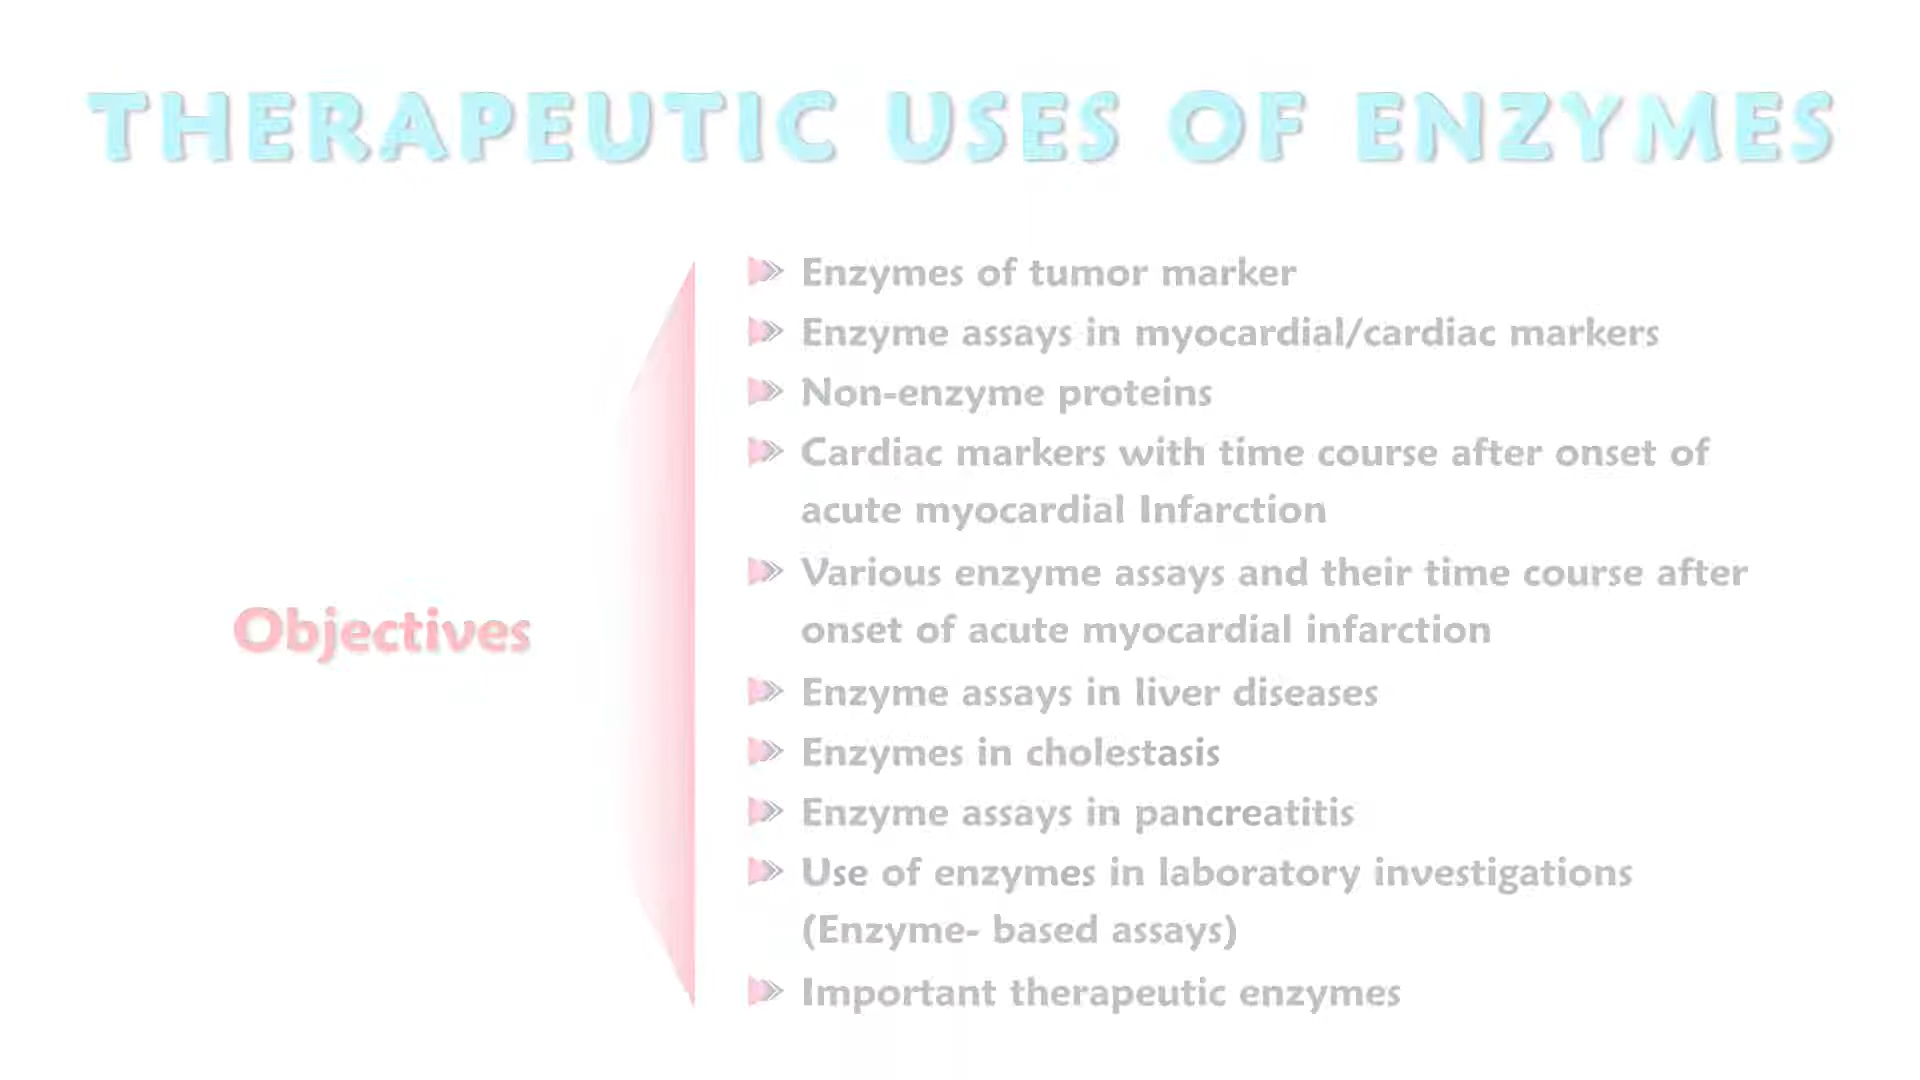 THERAPEUTIC USES OF ENZYMES
Objectives
Enzymes of tumor marker
Enzyme assays in myocardial/cardiac markers
Non-enzyme proteins
Cardiac markers with time course after onset of
acute myocardial Infarction
Various enzyme assays and their time course after
onset of acute myocardial infarction
Enzyme assays in liver diseases
Enzymes in cholestasis
Enzyme assays in pancreatitis
Use of enzymes in laboratory investigations
(Enzyme- based assays)
Important therapeutic enzymes